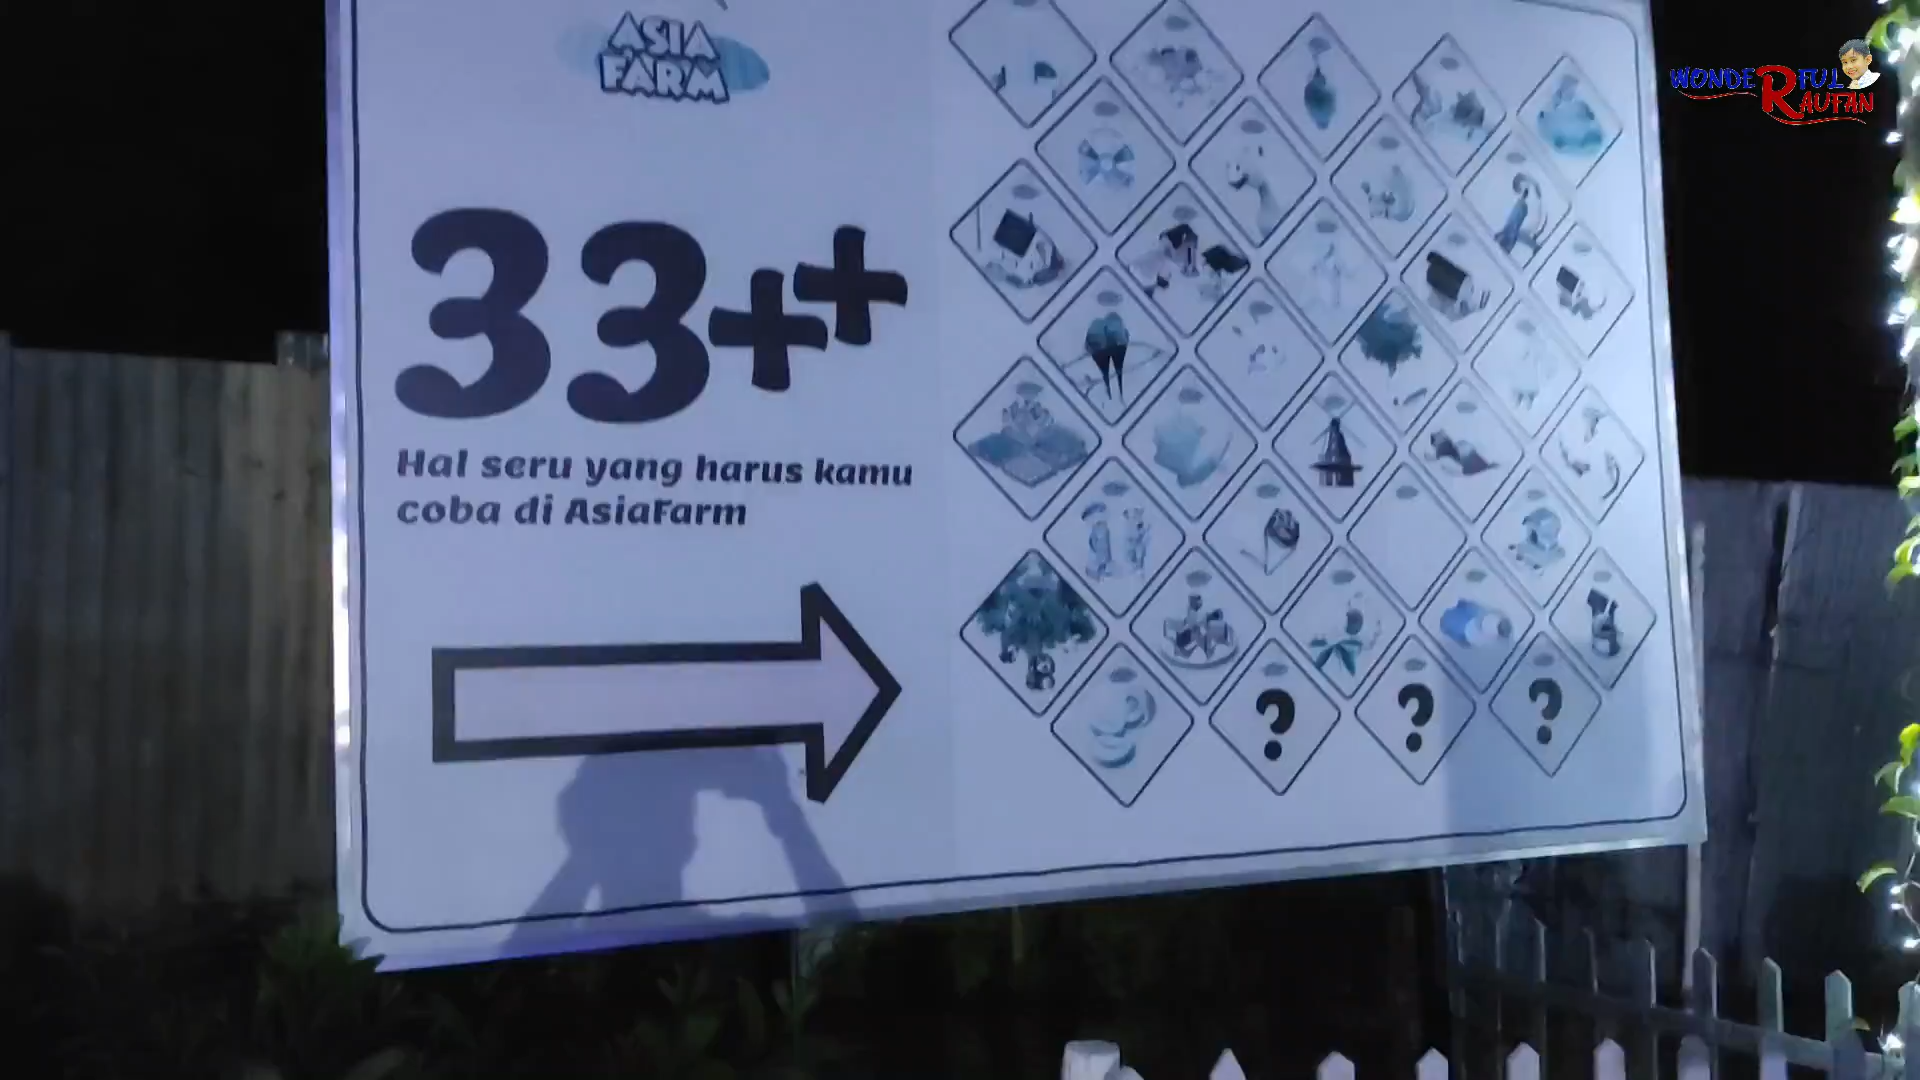 ASIA
FARM
33++
Hal seru yang harus kamu
coba di AsiaFarm
? ? ?
WONDERFUL
RAUFAN